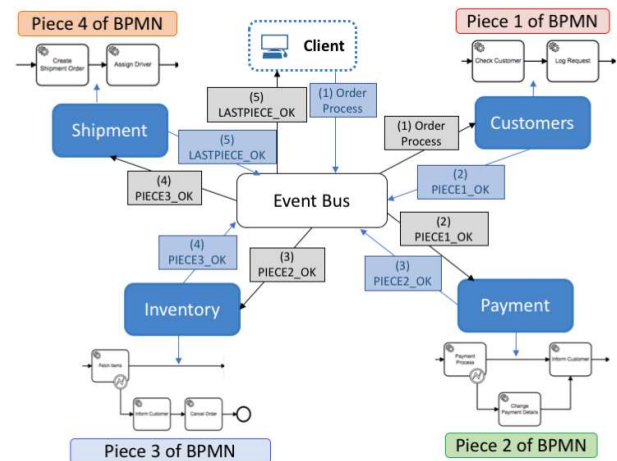 Piece 4 of BPMN
Create
Shipment Order
Assign Driver
Shipment
Client
(5)
LASTPIECE_OK
(1) Order
Process
(5)
LASTPIECE_OK
Piece 1 of BPMN
Check Customer
Log Request
Customers
(1) Order
Process
(2)
PIECE1_OK
(4)
PIECE3_OK
Event Bus
(2)
PIECE1_OK
(4)
PIECE3_OK
(3)
PIECE2_OK
(3)
PIECE2_OK
Inventory
Payment
Fetch Items
Inform Customer
Cancel Order
Piece 3 of BPMN
Payment
Process
Inform Customer
Change
Payment Details
Piece 2 of BPMN